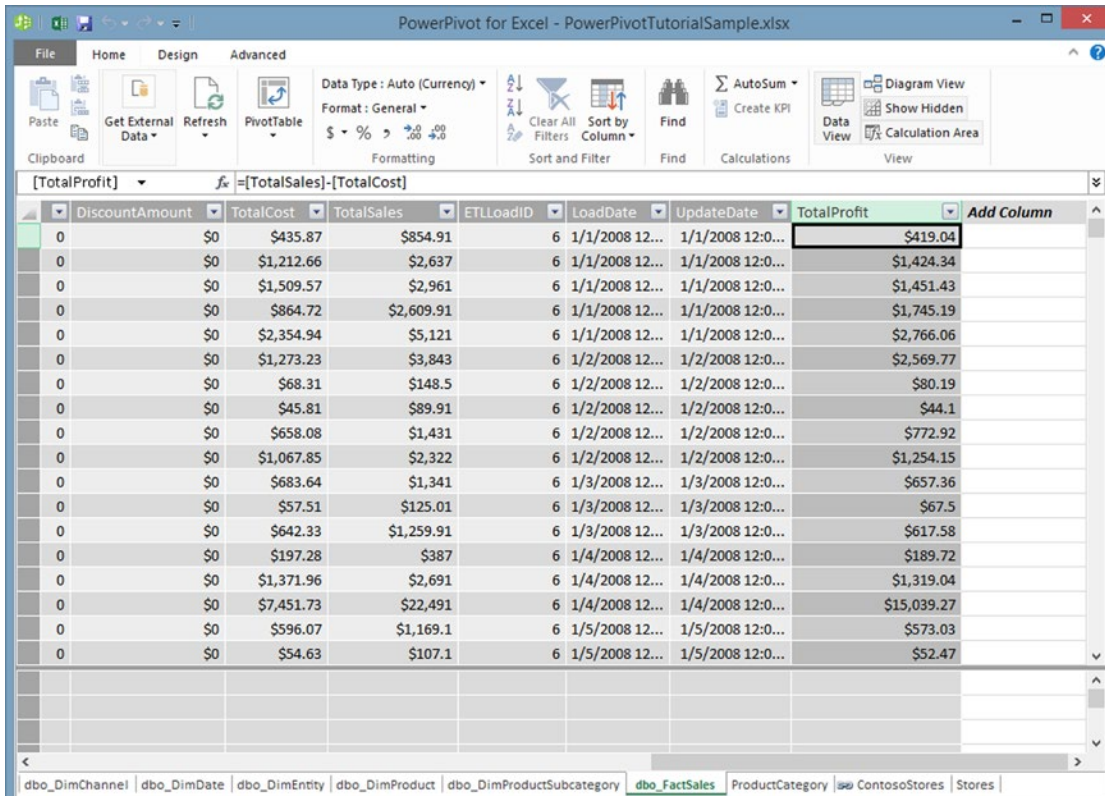 PowerPivot for Excel - PowerPivotTutorialSample.xlsx
File Home Design Advanced
Paste
Clipboard
Get External Data
Refresh
PivotTable
Data Type : Auto (Currency)
Format : General
$ % , .00 .00
Formatting
Clear All Filters
Sort by Column
Sort and Filter
Find
Find
AutoSum
Create KPI
Calculations
Data View
Diagram View
Show Hidden
Calculation Area
View
[TotalProfit] fx =[TotalSales]-[TotalCost]
DiscountAmount TotalCost TotalSales ETLLoadID LoadDate UpdateDate TotalProfit Add Column
0 $0 $435.87 $854.91 6 1/1/2008 12... 1/1/2008 12:0... $419.04
0 $0 $1,212.66 $2,637 6 1/1/2008 12... 1/1/2008 12:0... $1,424.34
0 $0 $1,509.57 $2,961 6 1/1/2008 12... 1/1/2008 12:0... $1,451.43
0 $0 $864.72 $2,609.91 6 1/1/2008 12... 1/1/2008 12:0... $1,745.19
0 $0 $2,354.94 $5,121 6 1/1/2008 12... 1/1/2008 12:0... $2,766.06
0 $0 $1,273.23 $3,843 6 1/2/2008 12... 1/2/2008 12:0... $2,569.77
0 $0 $68.31 $148.5 6 1/2/2008 12... 1/2/2008 12:0... $80.19
0 $0 $45.81 $89.91 6 1/2/2008 12... 1/2/2008 12:0... $44.1
0 $0 $658.08 $1,431 6 1/2/2008 12... 1/2/2008 12:0... $772.92
0 $0 $1,067.85 $2,322 6 1/2/2008 12... 1/2/2008 12:0... $1,254.15
0 $0 $683.64 $1,341 6 1/3/2008 12... 1/3/2008 12:0... $657.36
0 $0 $57.51 $125.01 6 1/3/2008 12... 1/3/2008 12:0... $67.5
0 $0 $642.33 $1,259.91 6 1/3/2008 12... 1/3/2008 12:0... $617.58
0 $0 $197.28 $387 6 1/4/2008 12... 1/4/2008 12:0... $189.72
0 $0 $1,371.96 $2,691 6 1/4/2008 12... 1/4/2008 12:0... $1,319.04
0 $0 $7,451.73 $22,491 6 1/4/2008 12... 1/4/2008 12:0... $15,039.27
0 $0 $596.07 $1,169.1 6 1/5/2008 12... 1/5/2008 12:0... $573.03
0 $0 $54.63 $107.1 6 1/5/2008 12... 1/5/2008 12:0... $52.47
dbo_DimChannel dbo_DimDate dbo_DimEntity dbo_DimProduct dbo_DimProductSubcategory dbo_FactSales ProductCategory ContosoStores Stores